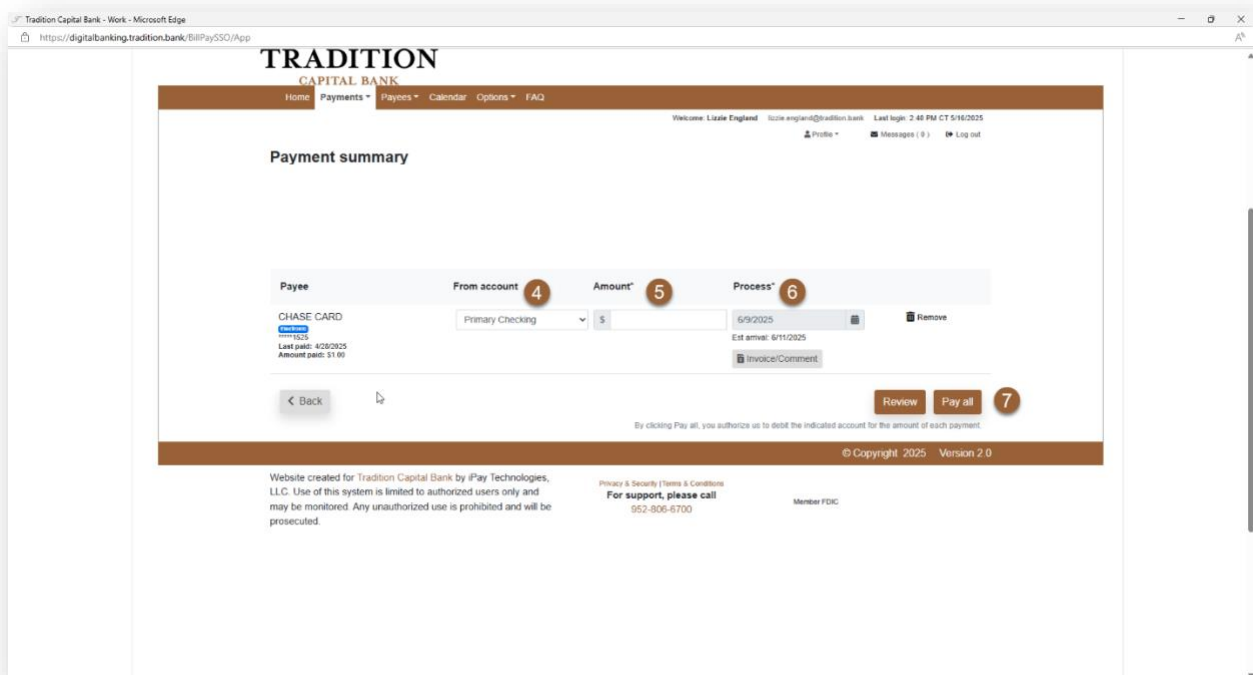 Tradition Capital Bank - Work - Microsoft Edge
https://digitalbanking.tradition.bank/BillPaySSO/App
TRADITION
CAPITAL BANK
Home Payments Payees Calendar Options FAQ
Welcome: Lizzie England lizzie.england@tradition.bank Last login: 2:40 PM CT 5/16/2025
Profile Messages ( 0 ) Log out
Payment summary
Payee From account 4 Amount* 5 Process* 6
CHASE CARD Primary Checking $ 6/9/2025 Remove
Electronic
*****1525 Est arrival: 6/11/2025
Last paid: 4/28/2025
Amount paid: $1.00 Invoice/Comment
Back Review Pay all 7
By clicking Pay all, you authorize us to debit the indicated account for the amount of each payment.
© Copyright 2025 Version 2.0
Website created for Tradition Capital Bank by iPay Technologies,
LLC. Use of this system is limited to authorized users only and
may be monitored. Any unauthorized use is prohibited and will be
prosecuted.
Privacy & Security |Terms & Conditions
For support, please call
952-806-6700
Member FDIC